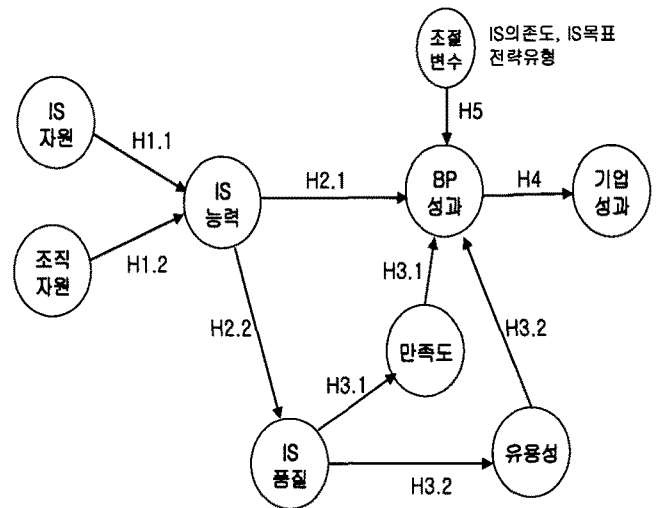 조절
변수
IS의존도, IS목표
전략유형
H5
IS
자원
H1.1
IS
능력
H2.1
BP
성과
H4
기업
성과
조직
자원
H1.2
H2.2
H3.1
만족도
H3.1
H3.2
IS
품질
H3.2
유용성